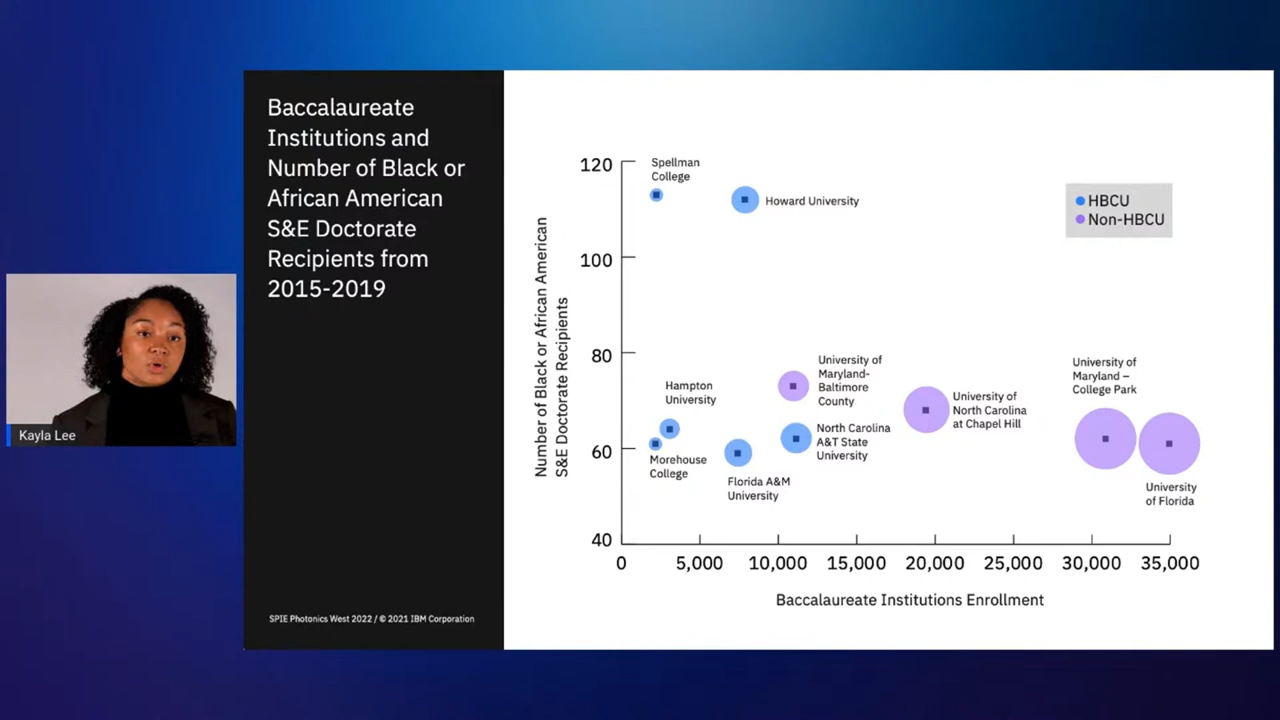 Baccalaureate
Institutions and
Number of Black or
African American
S&E Doctorate
Recipients from
2015-2019
Kayla Lee
SPIE Photonics West 2022 / © 2021 IBM Corporation
Number of Black or African American
S&E Doctorate Recipients
120
100
80
60
40
Spellman
College
Howard University
HBCU
Non-HBCU
Hampton
University
Morehouse
College
Florida A&M
University
University of
Maryland-
Baltimore
County
North Carolina
A&T State
University
University of
North Carolina
at Chapel Hill
University of
Maryland –
College Park
University
of Florida
0
5,000
10,000
15,000
20,000
25,000
30,000
35,000
Baccalaureate Institutions Enrollment